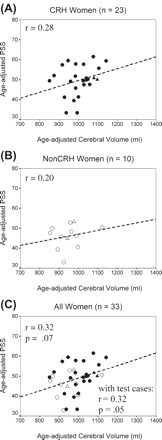 (A) CRH Women (n = 23)
Age-adjusted PSS
80
70
60
50
40
30
r = 0.28
700 800 900 1000 1100 1200 1300 1400
Age-adjusted Cerebral Volume (ml)
(B) NonCRH Women (n = 10)
Age-adjusted PSS
80
70
60
50
40
30
r = 0.20
700 800 900 1000 1100 1200 1300 1400
Age-adjusted Cerebral Volume (ml)
(C) All Women (n = 33)
Age-adjusted PSS
80
70
60
50
40
30
r = 0.32
p = .07
with test cases:
r = 0.32
p = .05
700 800 900 1000 1100 1200 1300 1400
Age-adjusted Cerebral Volume (ml)